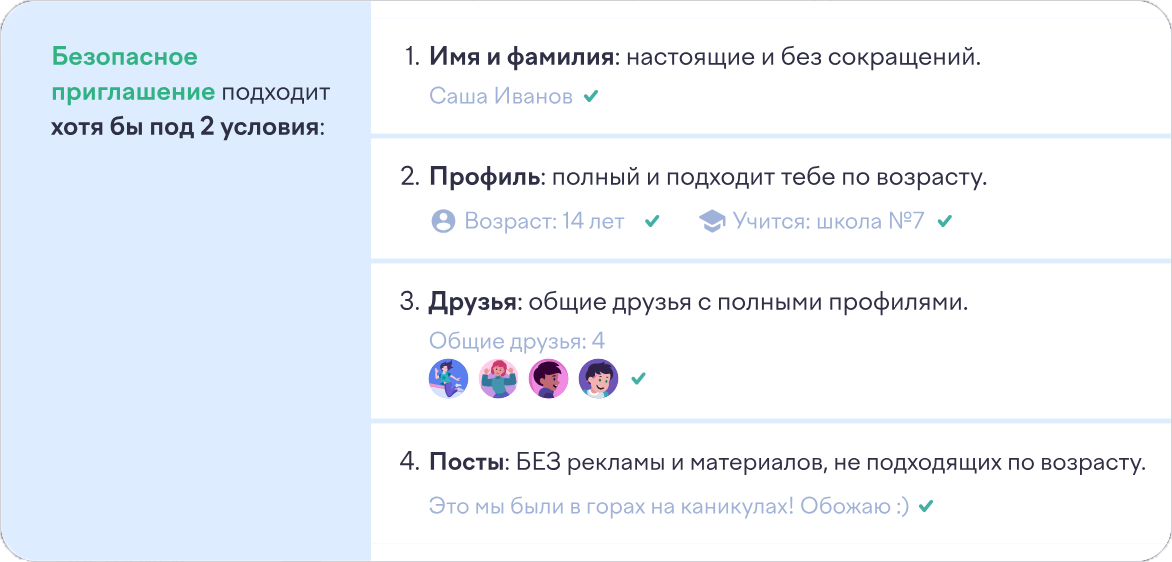 Безопасное
приглашение подходит
хотя бы под 2 условия:
1. Имя и фамилия: настоящие и без сокращений.
Саша Иванов
2. Профиль: полный и подходит тебе по возрасту.
Возраст: 14 лет Учится: школа №7
3. Друзья: общие друзья с полными профилями.
Общие друзья: 4
4. Посты: БЕЗ рекламы и материалов, не подходящих по возрасту.
Это мы были в горах на каникулах! Обожаю :)